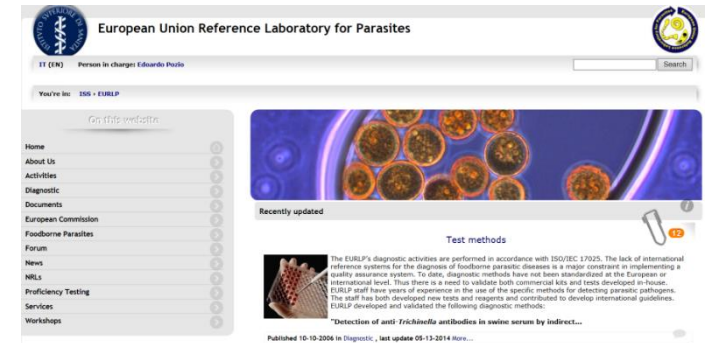 European Union Reference Laboratory for Parasites
IT (EN) Person in charge: Edoardo Pozio
Search
You're in: ISS › EURLP
On this website
Home
About Us
Activities
Diagnostic
Documents
European Commission
Foodborne Parasites
Forum
News
NRLs
Proficiency Testing
Services
Workshops
Recently updated
12
Test methods
The EURLP's diagnostic activities are performed in accordance with ISO/IEC 17025. The lack of international
reference systems for the diagnosis of foodborne parasitic diseases is a major constraint in implementing a
quality assurance system. To date, diagnostic methods have not been standardized at the European or
international level. Thus there is a need to validate both commercial kits and tests developed in-house.
EURLP staff have years of experience in the use of the specific methods for detecting parasitic pathogens.
The staff has both developed new tests and reagents and contributed to develop international guidelines.
EURLP developed and validated the following diagnostic methods:
"Detection of anti-Trichinella antibodies in swine serum by indirect...
Published 10-10-2006 in Diagnostic , last update 05-13-2014 More...